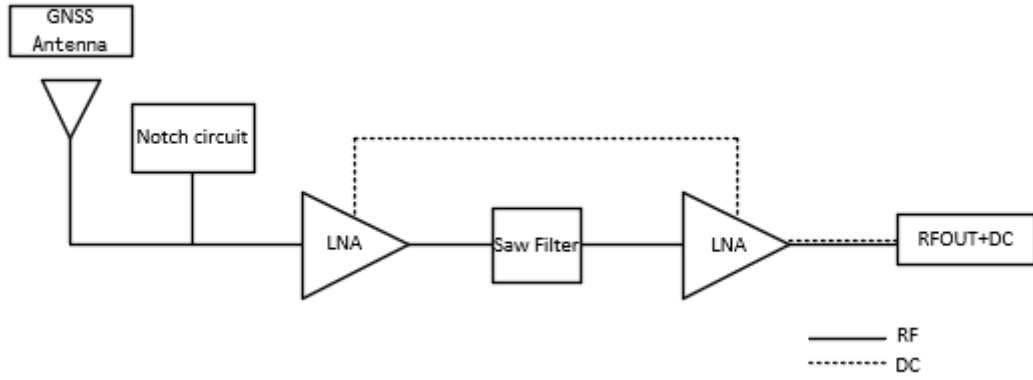 GNSS
Antenna
Notch circuit
LNA
Saw Filter
LNA
RFOUT+DC
RF
DC